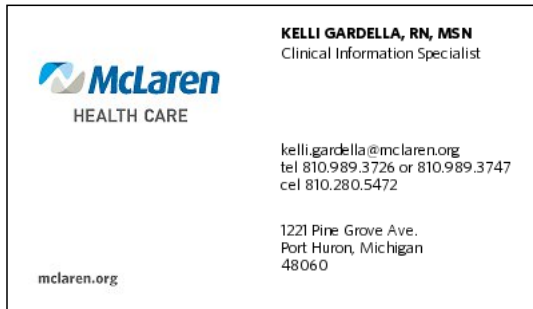 KELLI GARDELLA, RN, MSN
Clinical Information Specialist
McLaren
HEALTH CARE
kelli.gardella@mclaren.org
tel 810.989.3726 or 810.989.3747
cel 810.280.5472
1221 Pine Grove Ave.
Port Huron, Michigan
48060
mclaren.org